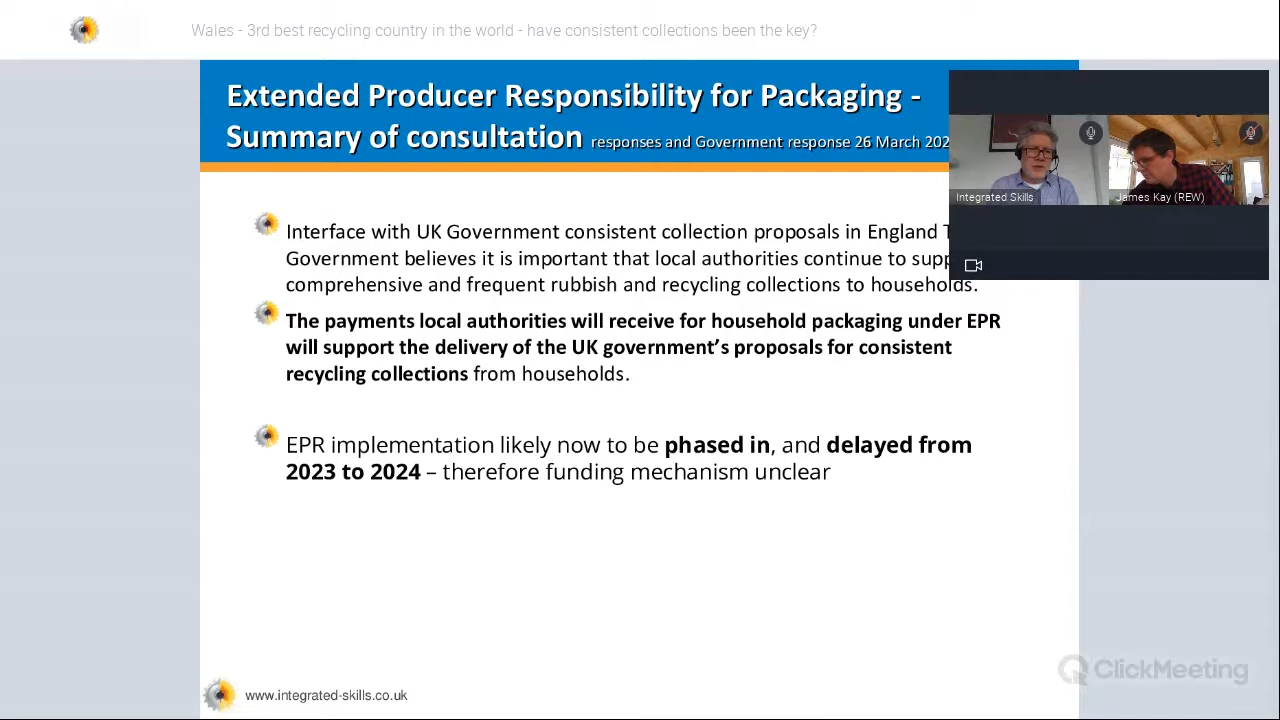 Wales - 3rd best recycling country in the world - have consistent collections been the key?
Extended Producer Responsibility for Packaging -
Summary of consultation responses and Government response 26 March 202
Integrated Skills
James Kay (REW)
Interface with UK Government consistent collection proposals in England
Government believes it is important that local authorities continue to
comprehensive and frequent rubbish and recycling collections to households.
The payments local authorities will receive for household packaging under EPR
will support the delivery of the UK government's proposals for consistent
recycling collections from households.
EPR implementation likely now to be phased in, and delayed from
2023 to 2024 – therefore funding mechanism unclear
ClickMeeting
www.integrated-skills.co.uk